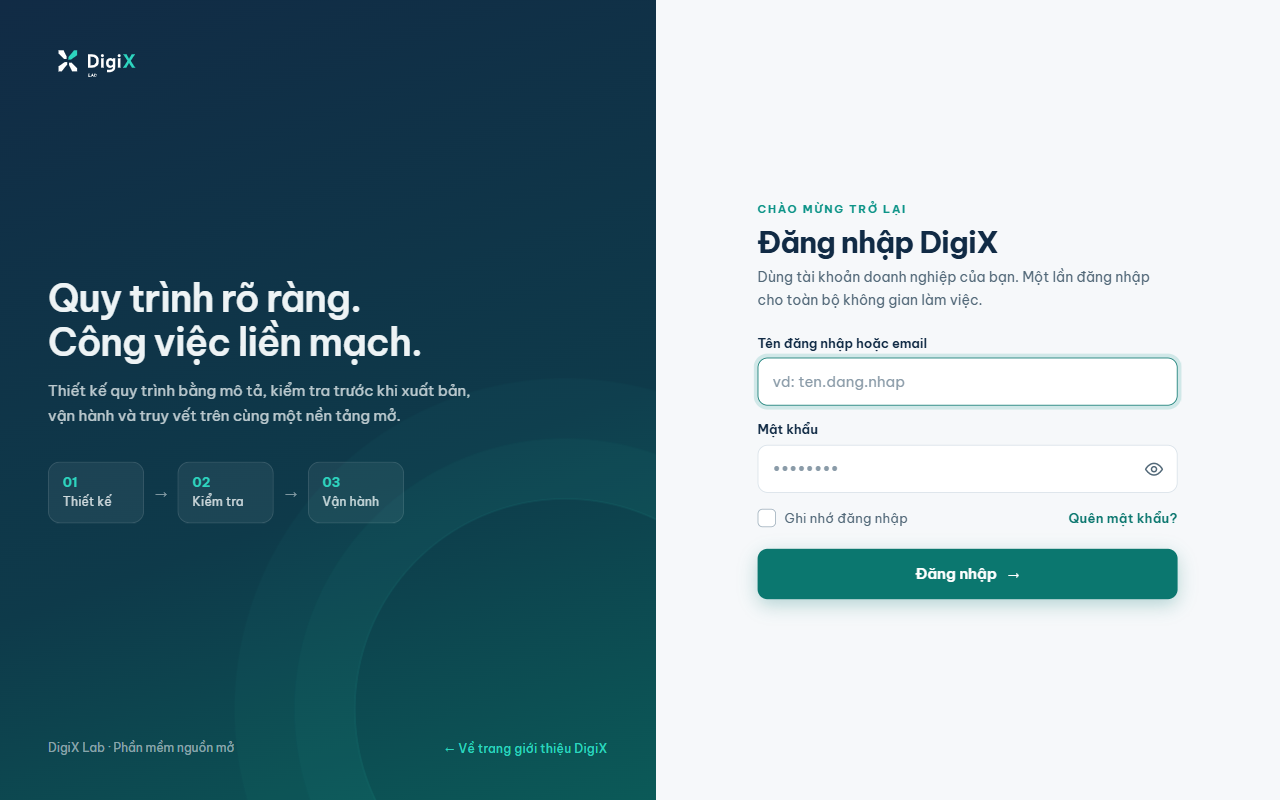 DigiX
LAB
Quy trình rõ ràng.
Công việc liền mạch.
Thiết kế quy trình bằng mô tả, kiểm tra trước khi xuất bản,
vận hành và truy vết trên cùng một nền tảng mở.
01
Thiết kế
→
02
Kiểm tra
→
03
Vận hành
DigiX Lab · Phần mềm nguồn mở
← Về trang giới thiệu DigiX
CHÀO MỪNG TRỞ LẠI
Đăng nhập DigiX
Dùng tài khoản doanh nghiệp của bạn. Một lần đăng nhập
cho toàn bộ không gian làm việc.
Tên đăng nhập hoặc email
vd: ten.dang.nhap
Mật khẩu
••••••••
Ghi nhớ đăng nhập
Quên mật khẩu?
Đăng nhập →